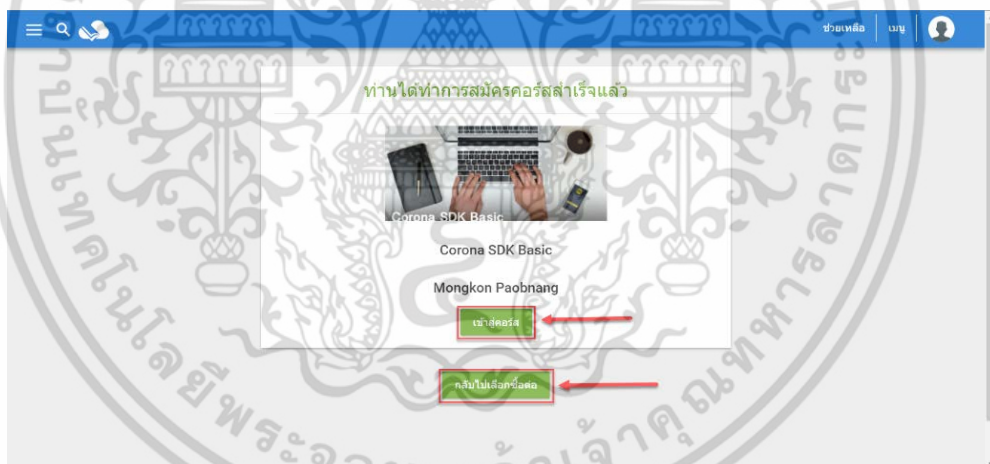 ช่วยเหลือ เมนู
ท่านได้ทำการสมัครคอร์สสำเร็จแล้ว
Corona SDK Basic
Corona SDK Basic
Mongkon Paobnang
เข้าสู่คอร์ส
กลับไปเลือกซื้อต่อ